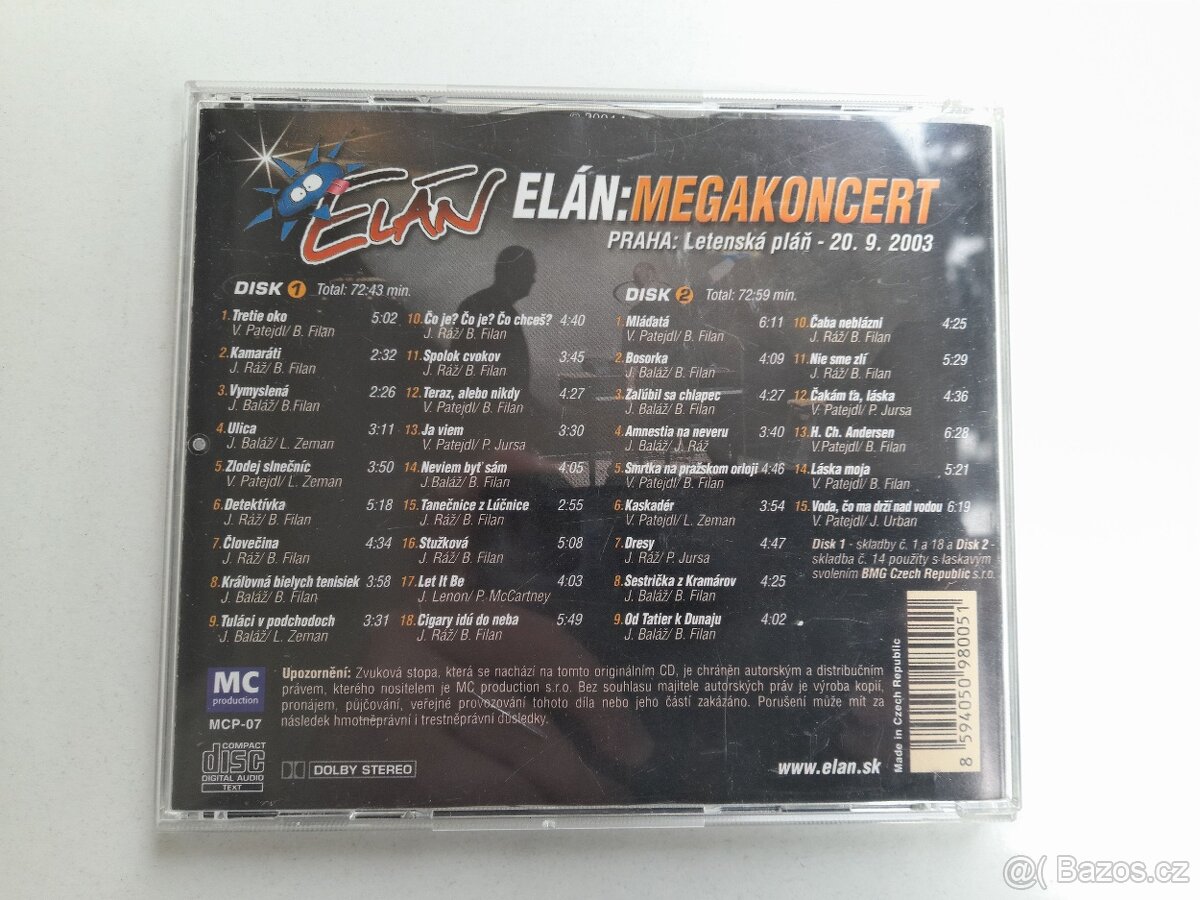 ELÁN
ELÁN:MEGAKONCERT
PRAHA: Letenská pláň - 20. 9. 2003
DISK 1 Total: 72:43 min.
1. Tretie oko 5:02
V. Patejdl/ B. Filan
2. Kamaráti 2:32
J. Ráž/ B. Filan
3. Vymyslená 2:26
J. Baláž/ B.Filan
4. Ulica 3:11
J. Baláž/ L. Zeman
5. Zlodej slnečníc 3:50
V. Patejdl/ L. Zeman
6. Detektívka 5:18
J. Ráž/ B. Filan
7. Človečina 4:34
J. Ráž/ B. Filan
8. Kráľovná bielych tenisiek 3:58
J. Baláž/ B. Filan
9. Tuláci v podchodoch 3:31
J. Baláž/ L. Zeman
10. Čo je? Čo je? Čo chceš? 4:40
J. Ráž/ B. Filan
11. Spolok cvokov 3:45
J. Ráž/ B. Filan
12. Teraz, alebo nikdy 4:27
V. Patejdl/ B. Filan
13. Ja viem 3:30
V. Patejdl/ P. Jursa
14. Neviem byť sám 4:05
J.Baláž/ B. Filan
15. Tanečnice z Lúčnice 2:55
J. Ráž/ B. Filan
16. Stužková 5:08
J. Ráž/ B. Filan
17. Let It Be 4:03
J. Lenon/ P. McCartney
18. Cigary idú do neba 5:49
J. Ráž/ B. Filan
DISK 2 Total: 72:59 min.
1. Mláďatá 6:11
V. Patejdl/ B. Filan
2. Bosorka 4:09
J. Baláž/ B. Filan
3. Zaľúbil sa chlapec 4:27
J. Baláž/ B. Filan
4. Amnestia na neveru 3:40
J. Baláž/ J. Ráž
5. Smrtka na pražskom orloji 4:46
V. Patejdl/ B. Filan
6. Kaskadér 3:54
V. Patejdl/ L. Zeman
7. Dresy 4:47
J. Ráž/ P. Jursa
8. Sestrička z Kramárov 4:25
J. Baláž/ B. Filan
9. Od Tatier k Dunaju 4:02
J. Baláž/ B. Filan
10. Čaba neblázni 4:25
J. Ráž/ B. Filan
11. Nie sme zlí 5:29
J. Ráž/ B. Filan
12. Čakám ťa, láska 4:36
V. Patejdl/ P. Jursa
13. H. Ch. Andersen 6:28
V.Patejdl/ B. Filan
14. Láska moja 5:21
V. Patejdl/ B. Filan
15. Voda, čo ma drží nad vodou 6:19
V. Patejdl/ J. Urban
Disk 1 - skladby č. 1 a 18 a Disk 2 -
skladba č. 14 použity s laskavým
svolením BMG Czech Republic s.r.o.
MC
production
MCP-07
Upozornění: Zvuková stopa, která se nachází na tomto originálním CD, je chráněn autorským a distribučním
právem, kterého nositelem je MC production s.r.o. Bez souhlasu majitele autorských práv je výroba kopií,
pronájem, půjčování, veřejné provozování tohoto díla nebo jeho částí zakázáno. Porušení může mít za
následek hmotněprávní i trestněprávní důsledky.
COMPACT
disc
DIGITAL AUDIO
TEXT
DOLBY STEREO
www.elan.sk
Made in Czech Republic
8 594050 980051
@( Bazos.cz